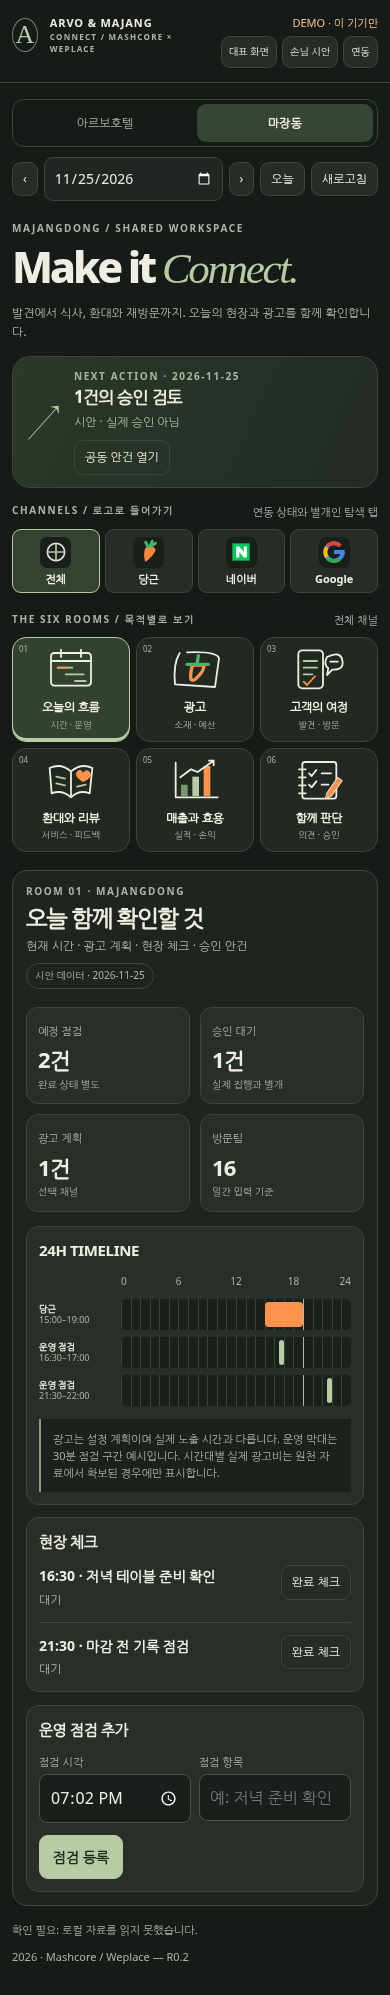 A
ARVO & MAJANG
CONNECT / MASHCORE ×
WEPLACE
DEMO · 이 기기만
대표 화면
손님 시안
연동
아르보호텔
마장동
‹
11/25/2026
›
오늘
새로고침
MAJANGDONG / SHARED WORKSPACE
Make it Connect.
발견에서 식사, 환대와 재방문까지. 오늘의 현장과 광고를 함께 확인합니
다.
NEXT ACTION · 2026-11-25
1건의 승인 검토
시안 · 실제 승인 아님
공동 안건 열기
CHANNELS / 로고로 들어가기
연동 상태와 별개인 탐색 탭
전체
당근
N
네이버
G
Google
THE SIX ROOMS / 목적별로 보기
전체 채널
01
오늘의 흐름
시간 · 운영
02
광고
소재 · 예산
03
고객의 여정
발견 · 방문
04
환대와 리뷰
서비스 · 피드백
05
매출과 효용
실적 · 손익
06
함께 판단
의견 · 승인
ROOM 01 · MAJANGDONG
오늘 함께 확인할 것
현재 시간 · 광고 계획 · 현장 체크 · 승인 안건
시안 데이터 · 2026-11-25
예정 점검
2건
완료 상태 별도
승인 대기
1건
실제 집행과 별개
광고 계획
1건
선택 채널
방문팀
16
일간 입력 기준
24H TIMELINE
0 6 12 18 24
당근
15:00–19:00
운영 점검
16:30–17:00
운영 점검
21:30–22:00
광고는 설정 계획이며 실제 노출 시간과 다릅니다. 운영 막대는
30분 점검 구간 예시입니다. 시간대별 실제 광고비는 원천 자
료에서 확보된 경우에만 표시합니다.
현장 체크
16:30 · 저녁 테이블 준비 확인
대기
완료 체크
21:30 · 마감 전 기록 점검
대기
완료 체크
운영 점검 추가
점검 시각
07:02 PM
점검 항목
예: 저녁 준비 확인
점검 등록
확인 필요: 로컬 자료를 읽지 못했습니다.
2026 · Mashcore / Weplace — R0.2